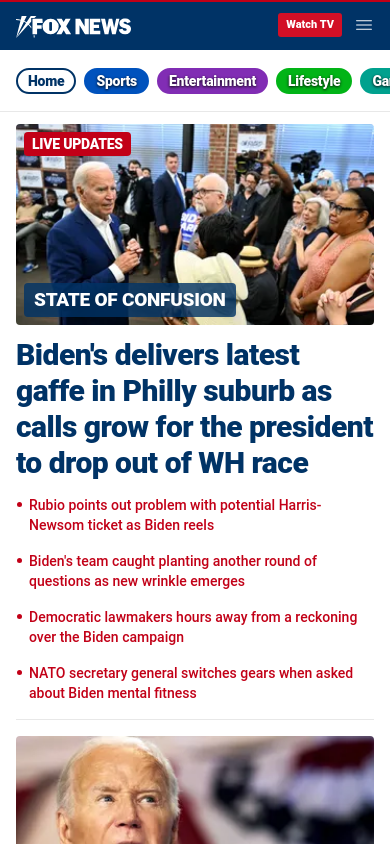 FOX NEWS
Watch TV
Home
Sports
Entertainment
Lifestyle
LIVE UPDATES
STATE OF CONFUSION
Biden's delivers latest
gaffe in Philly suburb as
calls grow for the president
to drop out of WH race
Rubio points out problem with potential Harris-
Newsom ticket as Biden reels
Biden's team caught planting another round of
questions as new wrinkle emerges
Democratic lawmakers hours away from a reckoning
over the Biden campaign
NATO secretary general switches gears when asked
about Biden mental fitness